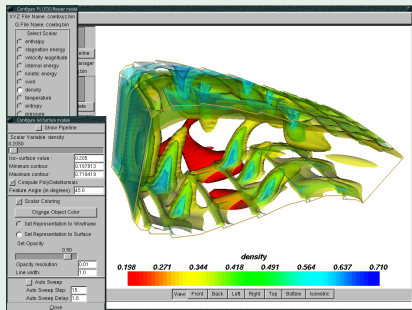 Configure PLOT3D Reader module
XYZ File Name: combxyz.bin
Q File Name: combq.bin
Select Scalar
enthalpy
stagnation energy
velocity magnitude
internal energy
kinetic energy
swirl
density
temperature
entropy
pressure
Configure IsoSurface module
Show Pipeline
Scalar Variable: density
0.2050
Iso-surface value :
0.205
Minimum contour:
0.197813
Maximum contour:
0.710419
Compute PolyDataNormals
Feature Angle (in degrees):
45.0
Scalar Coloring
Change Object Color
Set Representation to Wireframe
Set Representation to Surface
Set Opacity
0.90
Opacity resolution:
0.01
Line width:
1.0
Auto Sweep
Auto Sweep Step:
15
Auto Sweep Delay:
1.0
Close
density
0.198 0.271 0.344 0.418 0.491 0.564 0.637 0.710
View: Front Back Left Right Top Bottom Isometric